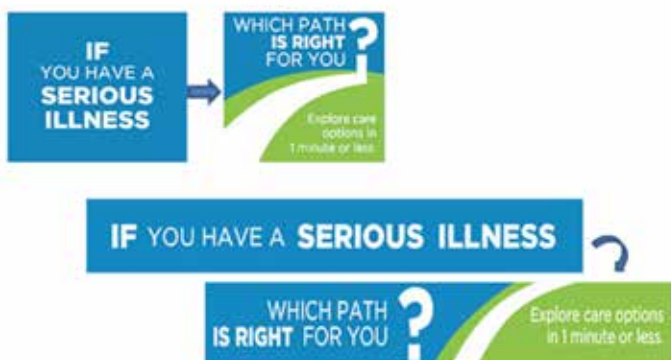 IF
YOU HAVE A
SERIOUS
ILLNESS
WHICH PATH
IS RIGHT
FOR YOU ?
Explore care
options in
1 minute or less.
IF YOU HAVE A SERIOUS ILLNESS
WHICH PATH
IS RIGHT FOR YOU ?
Explore care options
in 1 minute or less.